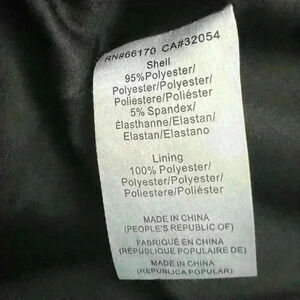 RN#66170 CA#32054
Shell
95%Polyester/
Polyester/Polyester/
Poliestere/Poliéster
5% Spandex/
Élasthanne/Elastan/
Elastan/Elastano
Lining
100% Polyester/
Polyester/Polyester/
Poliestere/Poliéster
MADE IN CHINA
(PEOPLE'S REPUBLIC OF)
FABRIQUÉ EN CHINA
(RÉPUBLIQUE POPULAIRE DE)
MADE IN CHINA
(REPUBLICA POPULAR)